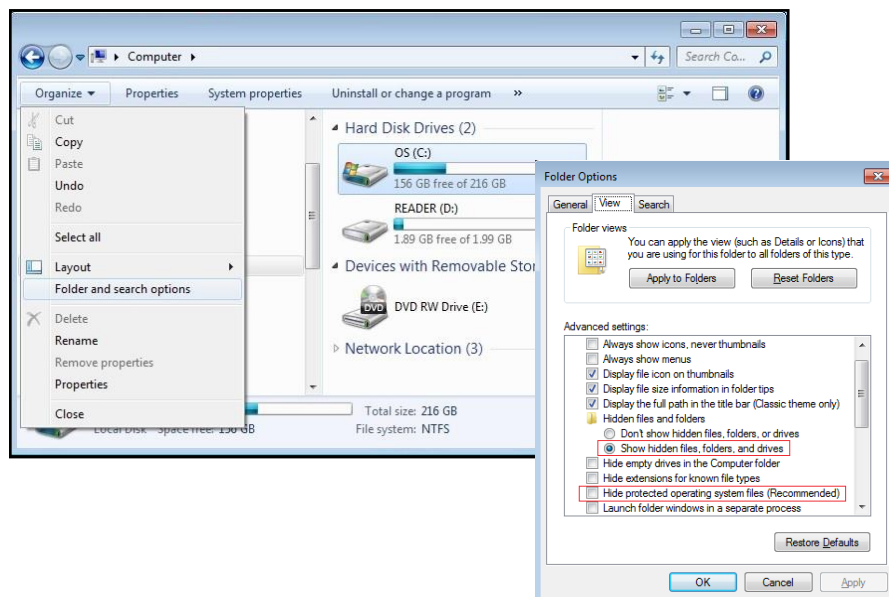 Computer
Search Co...
Organize
Properties
System properties
Uninstall or change a program
»
Cut
Copy
Paste
Undo
Redo
Select all
Layout
Folder and search options
Delete
Rename
Remove properties
Properties
Close
Hard Disk Drives (2)
OS (C:)
156 GB free of 216 GB
READER (D:)
1.89 GB free of 1.99 GB
Devices with Removable Stor
DVD
DVD RW Drive (E:)
Network Location (3)
Total size: 216 GB
Local Disk Space free: 156 GB
File system: NTFS
Folder Options
General View Search
Folder views
You can apply the view (such as Details or Icons) that
you are using for this folder to all folders of this type.
Apply to Folders
Reset Folders
Advanced settings:
Always show icons, never thumbnails
Always show menus
Display file icon on thumbnails
Display file size information in folder tips
Display the full path in the title bar (Classic theme only)
Hidden files and folders
Don't show hidden files, folders, or drives
Show hidden files, folders, and drives
Hide empty drives in the Computer folder
Hide extensions for known file types
Hide protected operating system files (Recommended)
Launch folder windows in a separate process
Restore Defaults
OK
Cancel
Apply